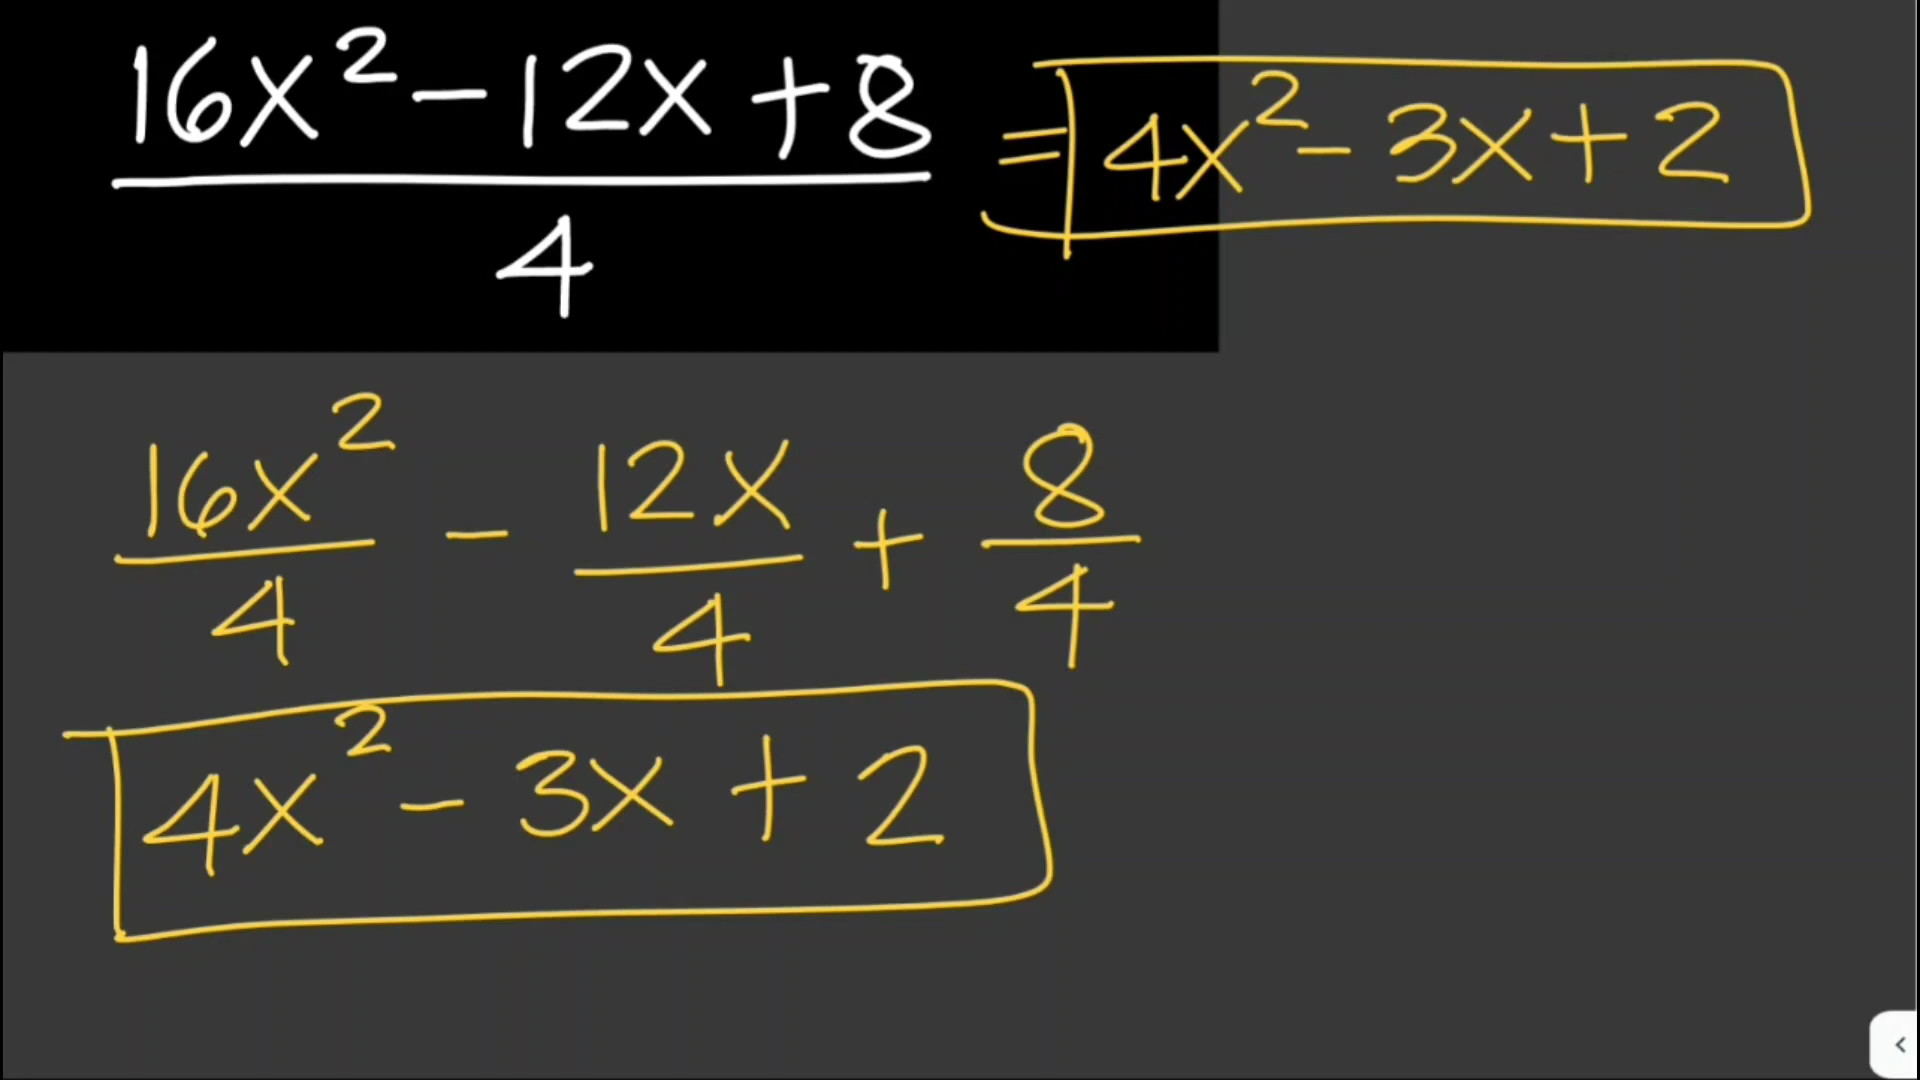 16x² - 12x + 8 = 4x² - 3x + 2
4
16x² - 12x + 8
4 4 4
4x² - 3x + 2